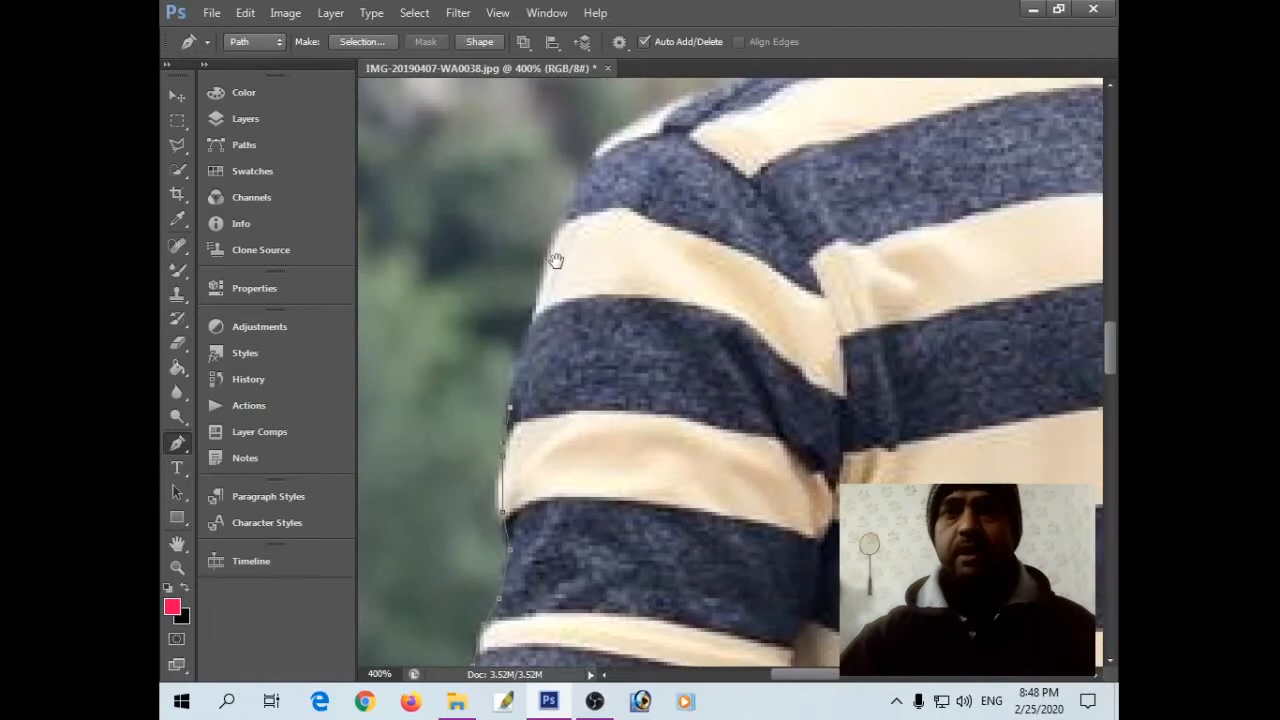 Ps File Edit Image Layer Type Select Filter View Window Help
Path Make: Selection... Mask Shape Auto Add/Delete Align Edges
IMG-20190407-WA0038.jpg @ 400% (RGB/8#) * ×
Color
Layers
Paths
Swatches
Channels
Info
Clone Source
Properties
Adjustments
Styles
History
Actions
Layer Comps
Notes
Paragraph Styles
Character Styles
Timeline
400% Doc: 3.52M/3.52M
ENG
8:48 PM
2/25/2020